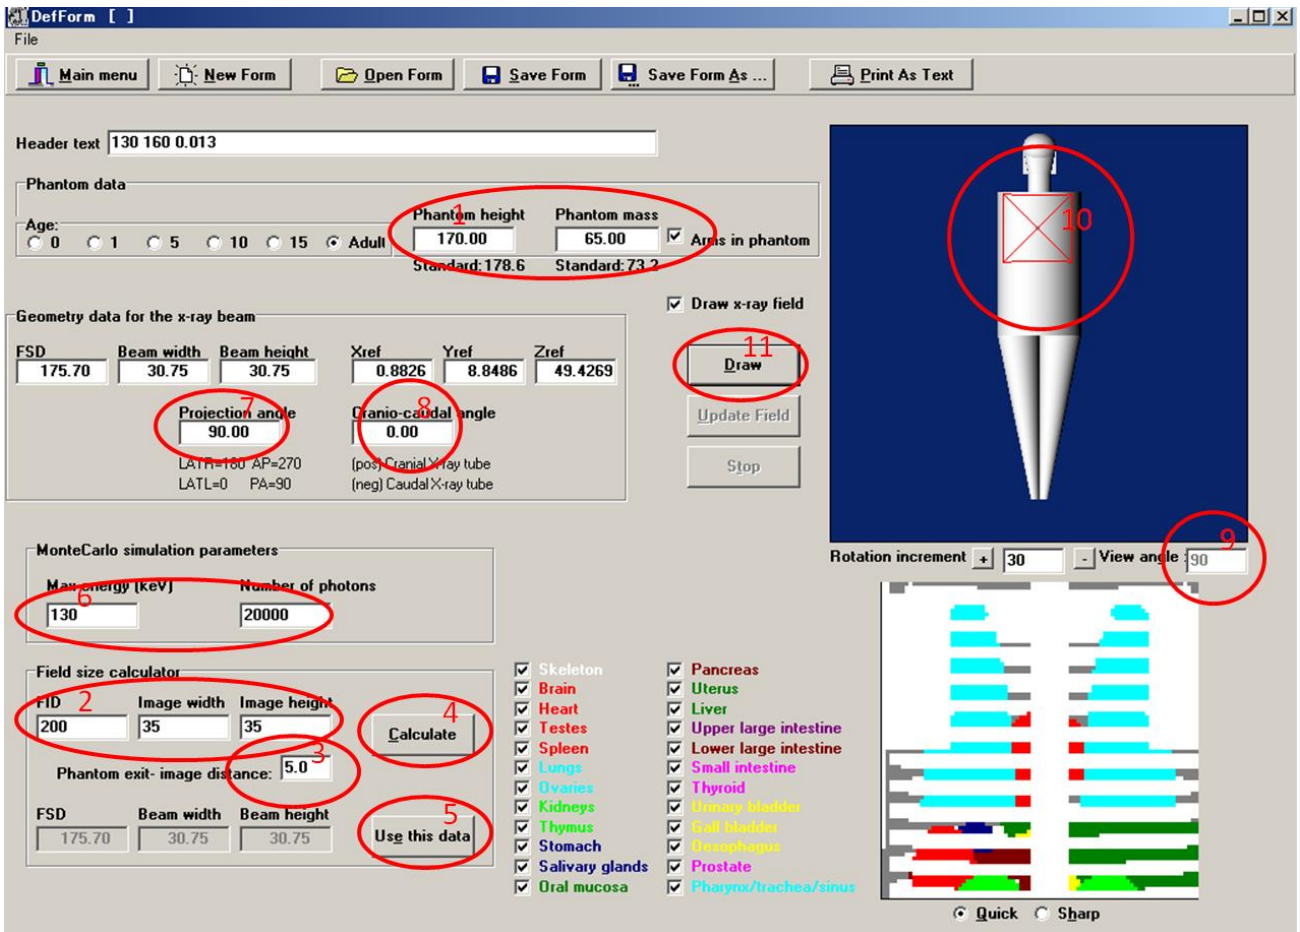 DefForm [ ]
File
Main menu New Form Open Form Save Form Save Form As ... Print As Text
Header text 130 160 0.013
Phantom data
Age:
0 1 5 10 15 Adult
1
Phantom height Phantom mass
170.00 65.00 Arms in phantom
Standard: 178.6 Standard: 73.2
10
Draw x-ray field
Geometry data for the x-ray beam
FSD Beam width Beam height Xref Yref Zref
175.70 30.75 30.75 0.8826 8.8486 49.4269
11
Draw
7 8
Projection angle Cranio-caudal angle
90.00 0.00
Update Field
LATR=180 AP=270 (pos) Cranial X-ray tube
LATL=0 PA=90 (neg) Caudal X-ray tube
Stop
MonteCarlo simulation parameters
Max energy (keV) Number of photons
6
130 20000
9
Rotation increment + 30 - View angle : 90
Field size calculator
2
FID Image width Image height
200 35 35
4
Calculate
3
Phantom exit- image distance: 5.0
5
FSD Beam width Beam height
175.70 30.75 30.75
Use this data
Skeleton Pancreas
Brain Uterus
Heart Liver
Testes Upper large intestine
Spleen Lower large intestine
Lungs Small intestine
Ovaries Thyroid
Kidneys Urinary bladder
Thymus Gall bladder
Stomach Oesophagus
Salivary glands Prostate
Oral mucosa Pharynx/trachea/sinus
Quick Sharp